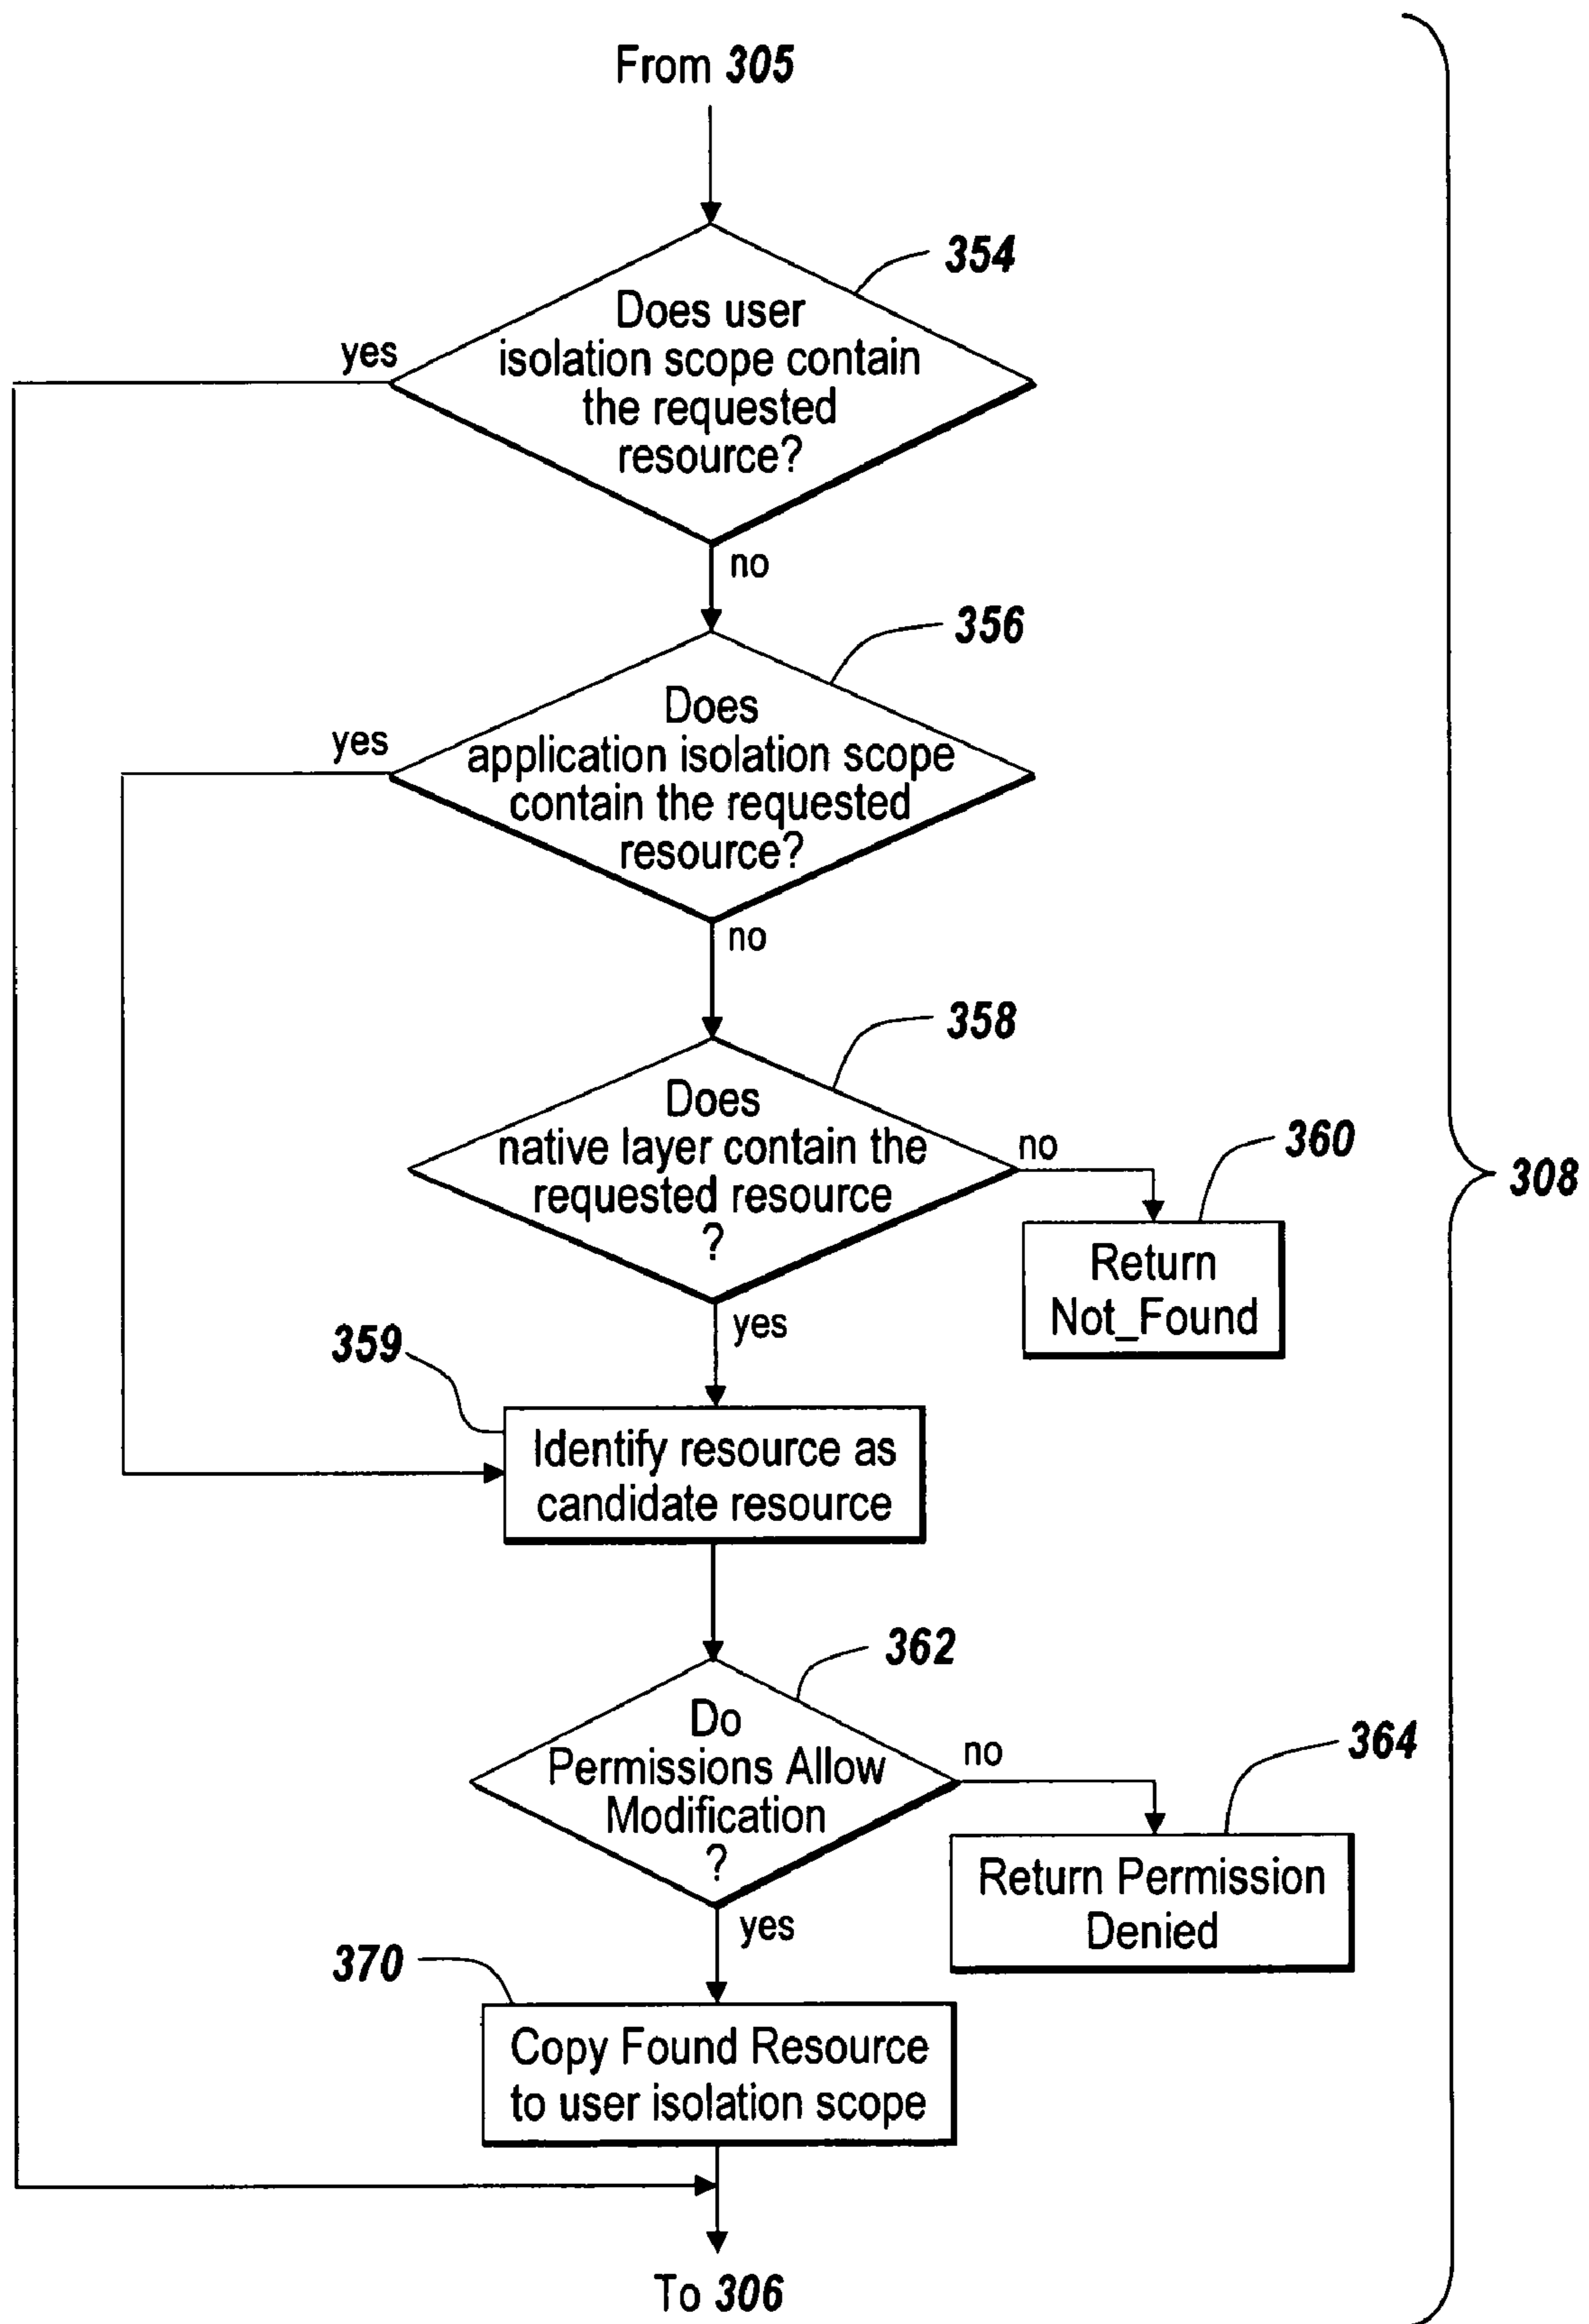 From 305
354
Does user
yes
isolation scope contain
the requested
resource?
no
356
Does
yes
application isolation scope
contain the requested
resource?
no
358
Does
native layer contain the
no
360
requested resource
308
?
Return
Not_Found
yes
359
Identify resource as
candidate resource
362
Do
Permissions Allow
no
364
Modification
?
Return Permission
Denied
yes
370
Copy Found Resource
to user isolation scope
To 306